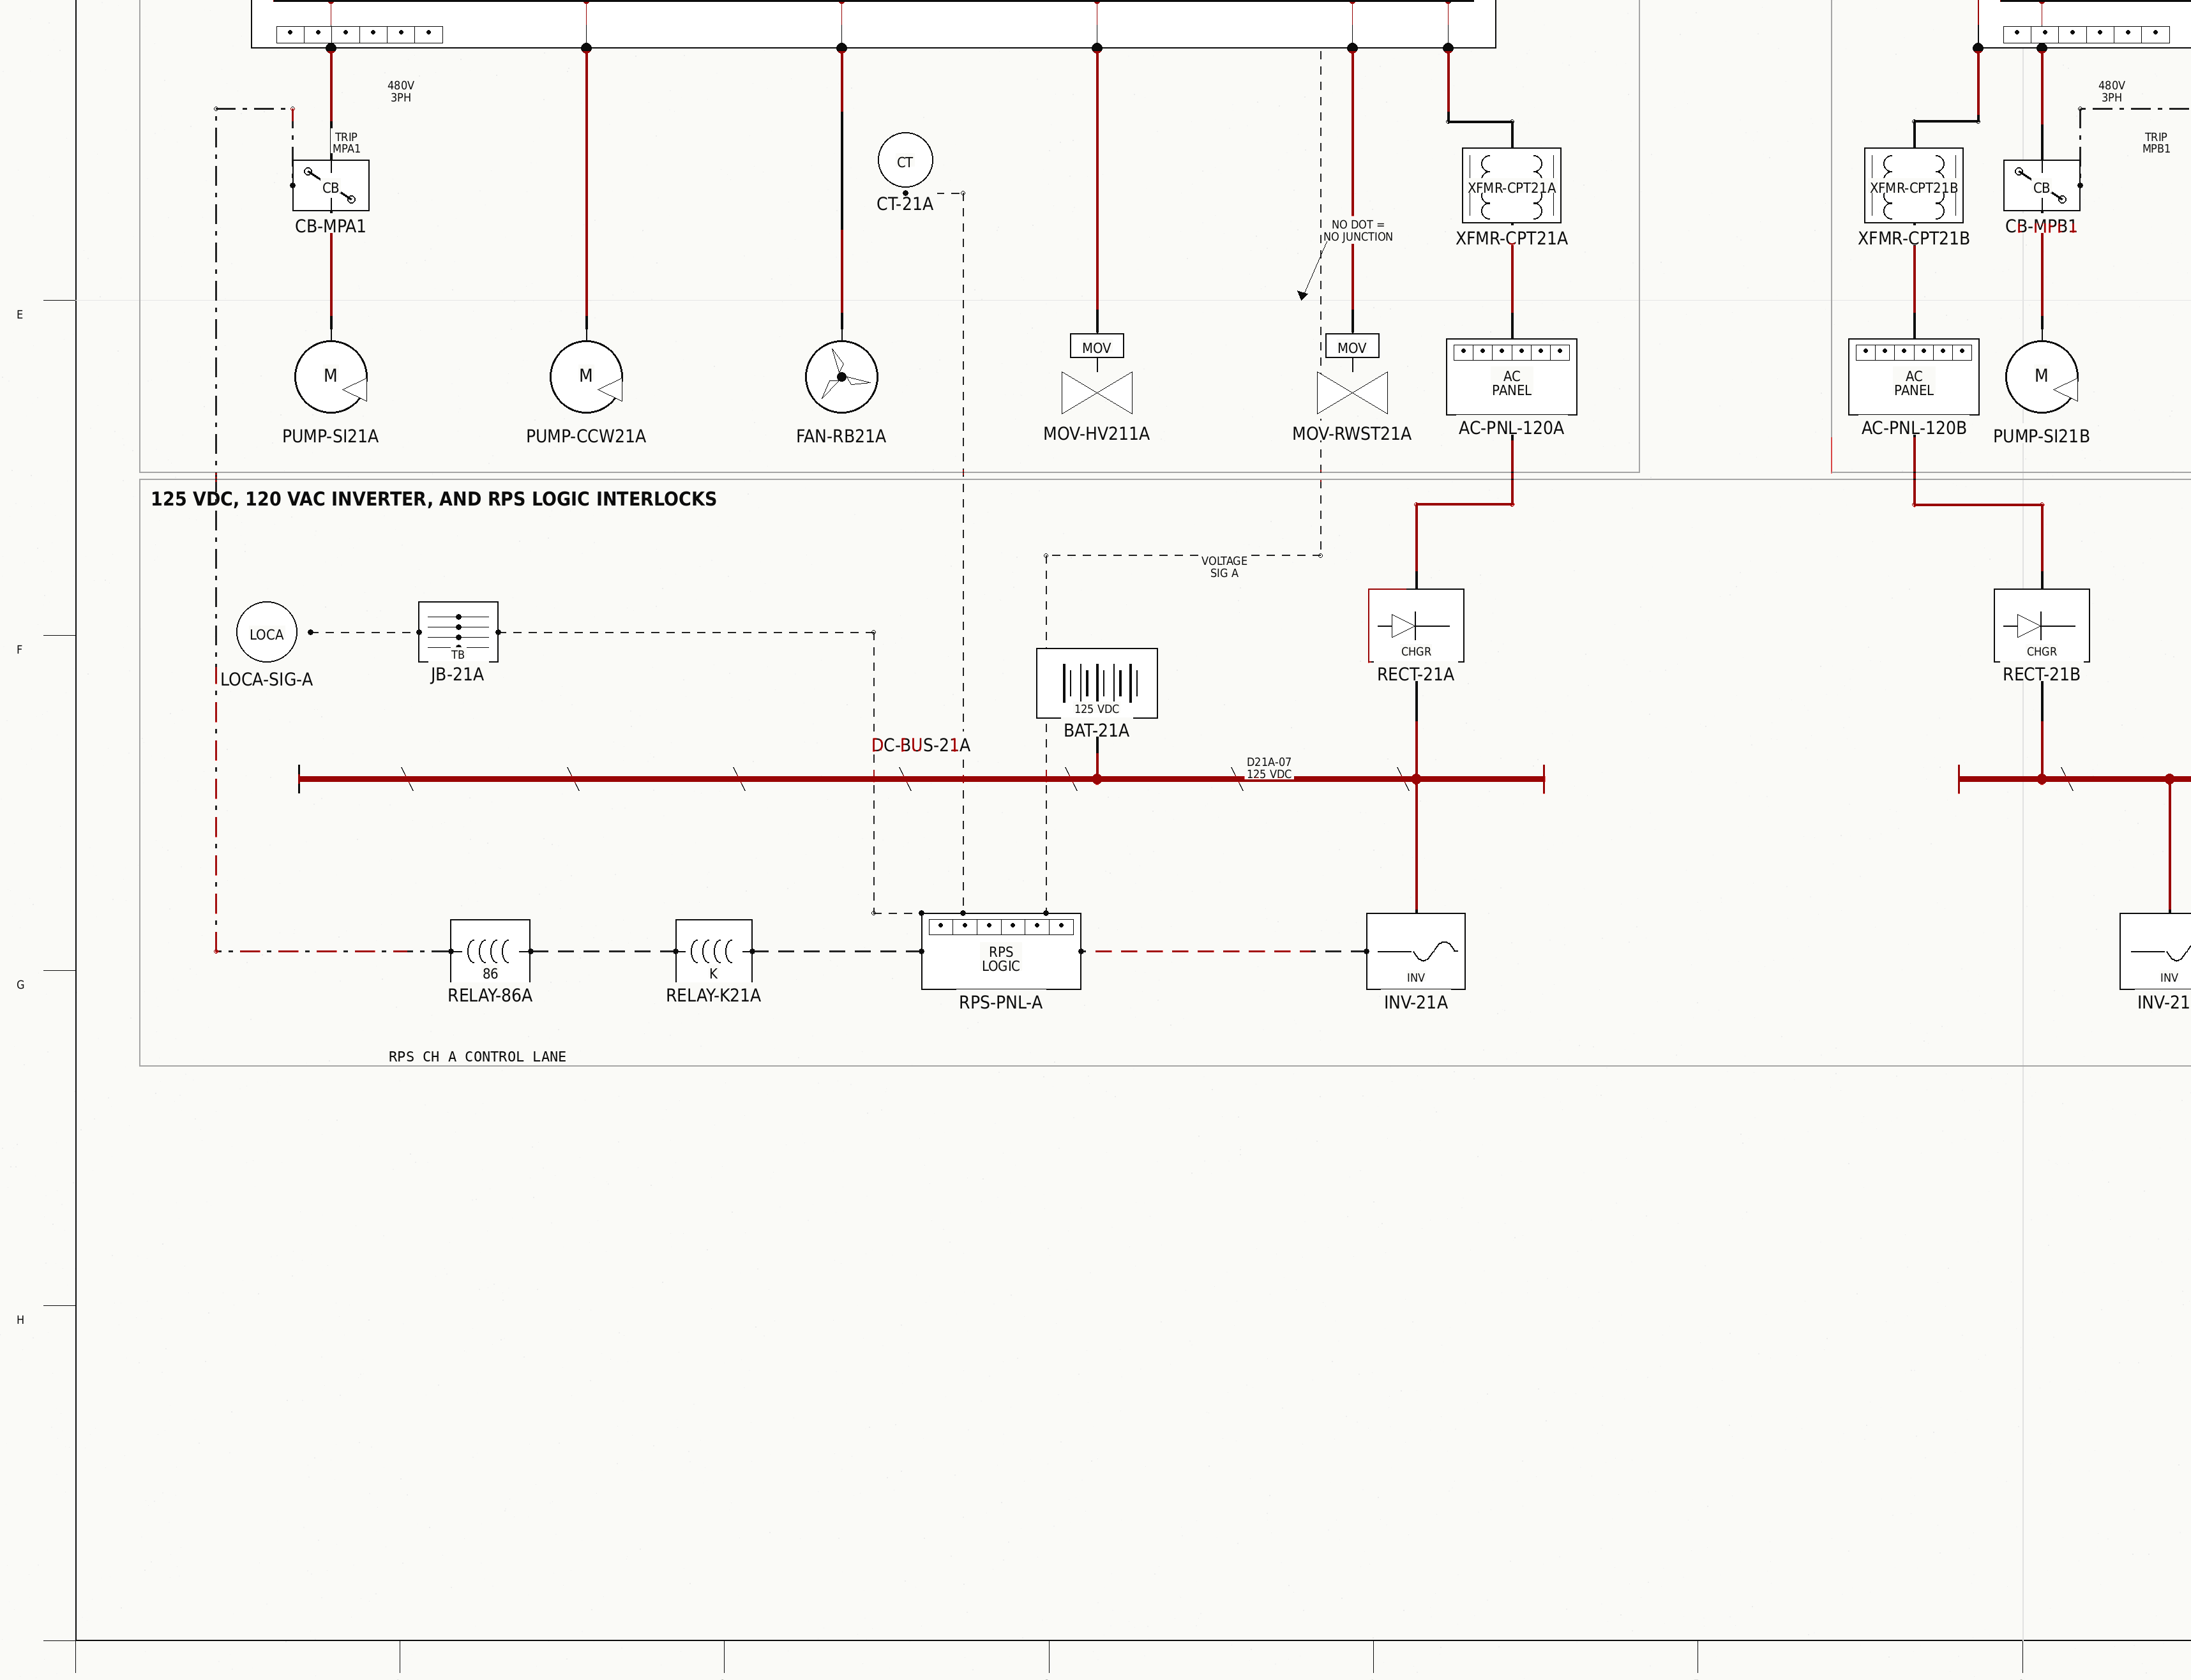 480V
3PH
480V
3PH
TRIP
MPA1
TRIP
MPB1
CT
CB
XFMR-CPT21A
XFMR-CPT21B
CB
CT-21A
CB-MPA1
NO DOT =
NO JUNCTION
XFMR-CPT21A
XFMR-CPT21B
CB-MPB1
E
M
M
MOV
MOV
AC
PANEL
AC
PANEL
M
PUMP-SI21A
PUMP-CCW21A
FAN-RB21A
MOV-HV211A
MOV-RWST21A
AC-PNL-120A
AC-PNL-120B
PUMP-SI21B
125 VDC, 120 VAC INVERTER, AND RPS LOGIC INTERLOCKS
VOLTAGE
SIG A
LOCA
TB
CHGR
CHGR
F
LOCA-SIG-A
JB-21A
RECT-21A
RECT-21B
125 VDC
BAT-21A
DC-BUS-21A
D21A-07
125 VDC
86
K
RPS
LOGIC
INV
INV
G
RELAY-86A
RELAY-K21A
RPS-PNL-A
INV-21A
INV-21
RPS CH A CONTROL LANE
H